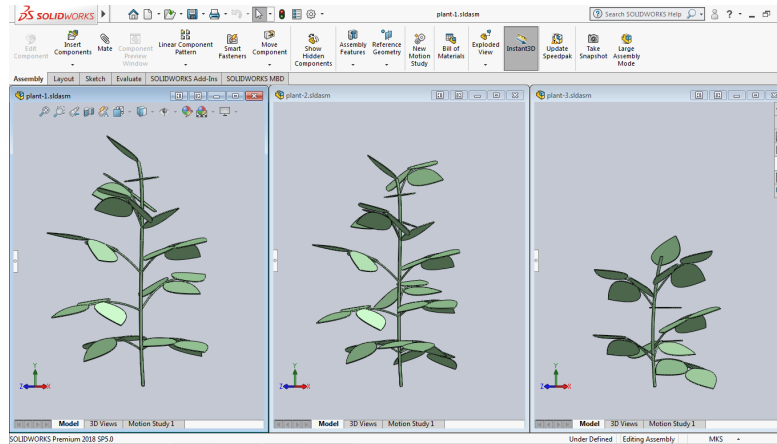 SOLIDWORKS
plant-1.sldasm
Search SOLIDWORKS Help
Edit Component
Insert Components
Mate
Component Preview Window
Linear Component Pattern
Smart Fasteners
Move Component
Show Hidden Components
Assembly Features
Reference Geometry
New Motion Study
Bill of Materials
Exploded View
Instant3D
Update Speedpak
Take Snapshot
Large Assembly Mode
Assembly Layout Sketch Evaluate SOLIDWORKS Add-Ins SOLIDWORKS MBD
plant-1.sldasm
plant-2.sldasm
plant-3.sldasm
Y
Z
X
Y
Z
X
Y
Z
X
Model 3D Views Motion Study 1
Model 3D Views Motion Study 1
Model 3D Views Motion Study 1
SOLIDWORKS Premium 2018 SP5.0
Under Defined Editing Assembly MKS